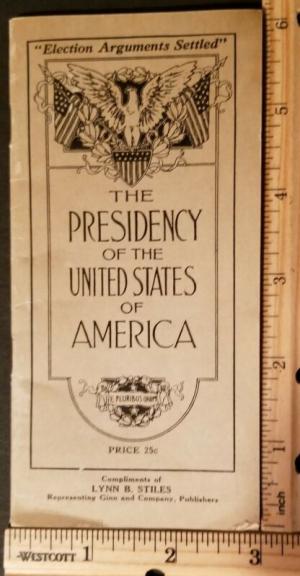 "Election Arguments Settled"
THE
PRESIDENCY
OF THE
UNITED STATES
OF
AMERICA
E PLURIBUS UNUM
PRICE 25c
Compliments of
LYNN B. STILES
Representing Ginn and Company, Publishers
WESTCOTT 1 2 3
inch
1
2
3
4
5
6